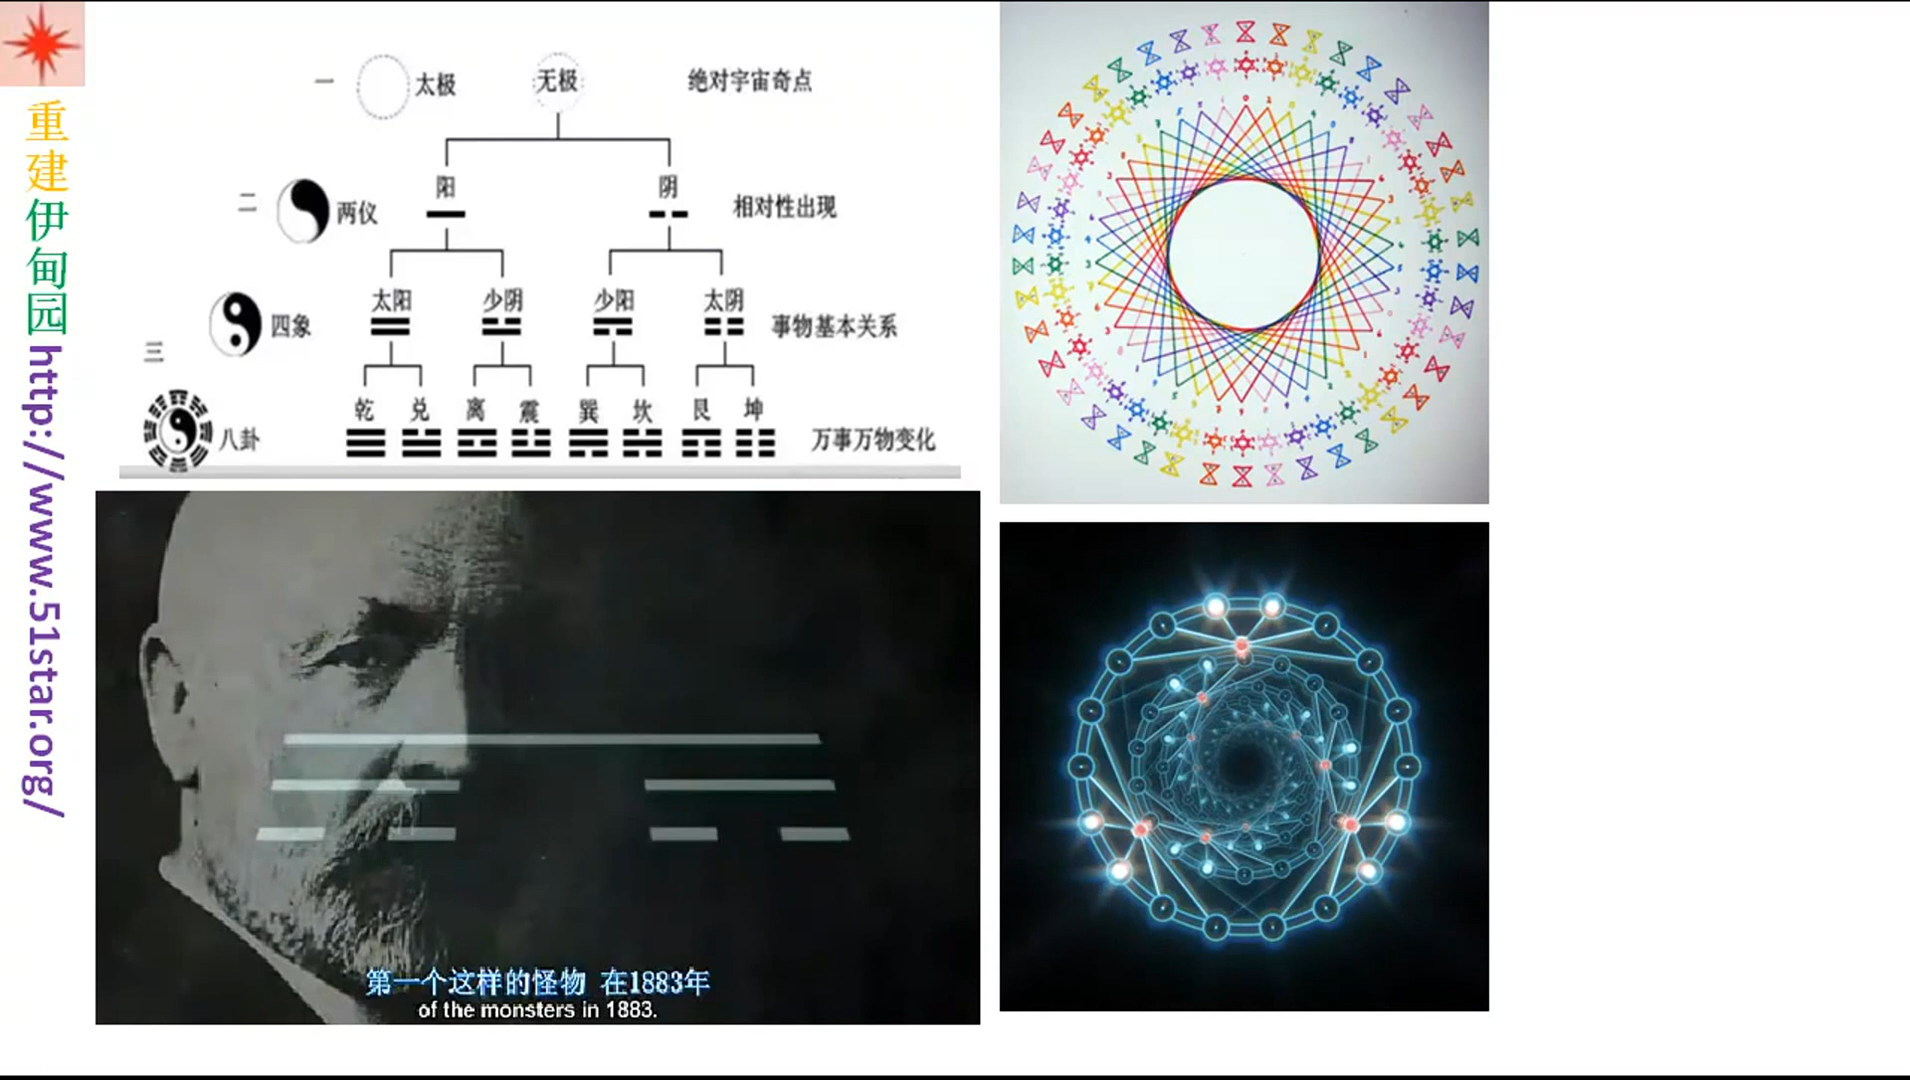 重建伊甸园 http://www.51star.org/
一 太极 无极 绝对宇宙奇点
阳 阴
二 两仪 相对性出现
太阳 少阴 少阳 太阴
四象 事物基本关系
三
乾 兑 离 震 巽 坎 艮 坤
八卦 万事万物变化
第一个这样的怪物 在1883年
of the monsters in 1883.